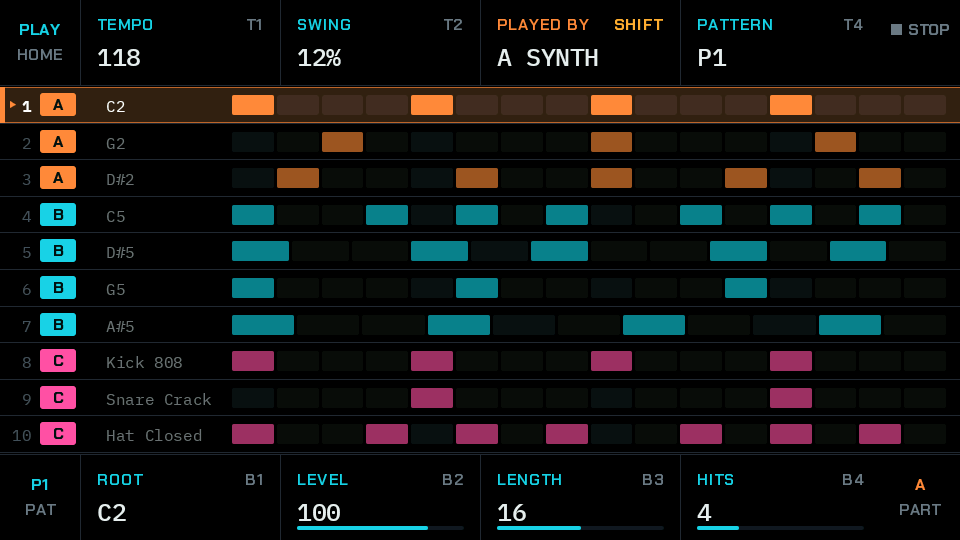 PLAY
HOME
TEMPO T1
118
SWING T2
12%
PLAYED BY SHIFT
A SYNTH
PATTERN T4
P1
STOP
1 A C2
2 A G2
3 A D#2
4 B C5
5 B D#5
6 B G5
7 B A#5
8 C Kick 808
9 C Snare Crack
10 C Hat Closed
P1
PAT
ROOT B1
C2
LEVEL B2
100
LENGTH B3
16
HITS B4
4
A
PART